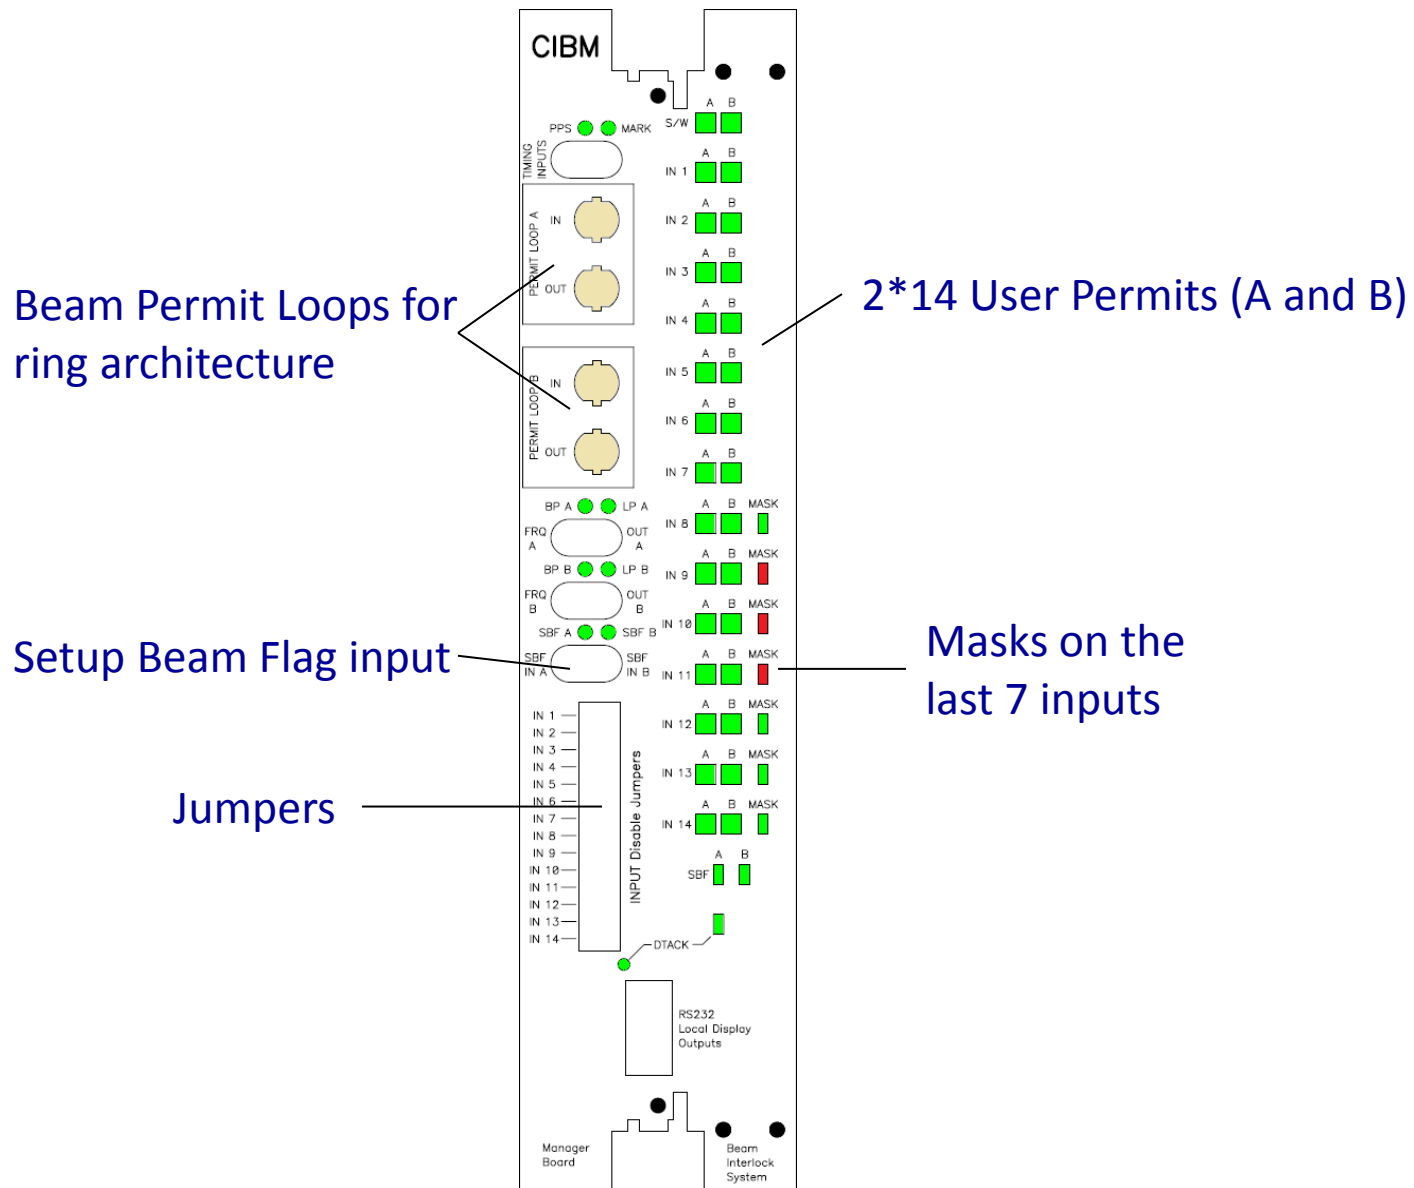 CIBM
PPS MARK
TIMING
INPUTS
PERMIT LOOP A
IN
OUT
PERMIT LOOP B
IN
OUT
BP A LP A
FRQ
A
OUT
A
BP B LP B
FRQ
B
OUT
B
SBF A SBF B
SBF
IN A
SBF
IN B
IN 1
IN 2
IN 3
IN 4
IN 5
IN 6
IN 7
IN 8
IN 9
IN 10
IN 11
IN 12
IN 13
IN 14
INPUT Disable Jumpers
A B
S/W
A B
IN 1
A B
IN 2
A B
IN 3
A B
IN 4
A B
IN 5
A B
IN 6
A B
IN 7
A B MASK
IN 8
A B MASK
IN 9
A B MASK
IN 10
A B MASK
IN 11
A B MASK
IN 12
A B MASK
IN 13
A B MASK
IN 14
A B
SBF
DTACK
RS232
Local Display
Outputs
Manager
Board
Beam
Interlock
System
Beam Permit Loops for
ring architecture
Setup Beam Flag input
Jumpers
2*14 User Permits (A and B)
Masks on the
last 7 inputs